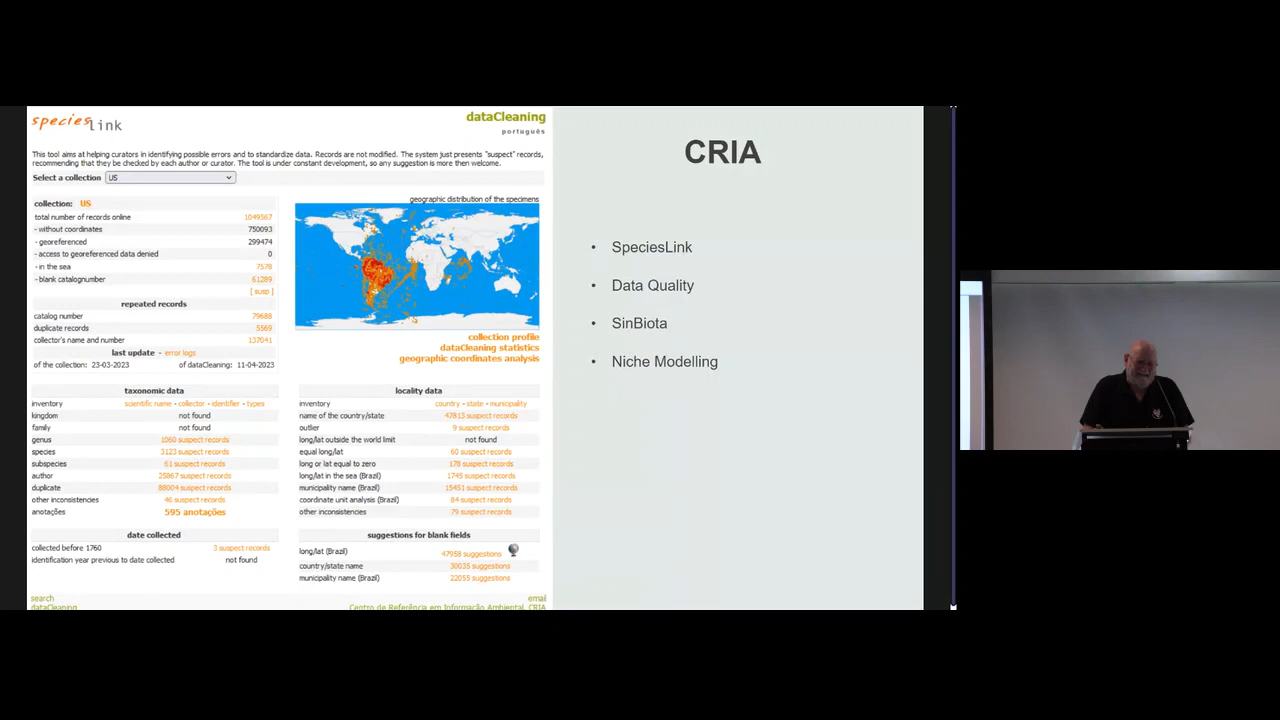 species link
dataCleaning
português
This tool aims at helping curators in identifying possible errors and to standardize data. Records are not modified. The system just presents "suspect" records,
recommending that they be checked by each author or curator. The tool is under constant development, so any suggestion is more then welcome.
Select a collection US
collection: US
total number of records online 1049567
- without coordinates 750093
- georeferenced 299474
- access to georeferenced data denied 0
- in the sea 7578
- blank catalognumber 61289
[ susp ]
repeated records
catalog number 79688
duplicate records 5569
collector's name and number 137041
last update - error logs
of the collection: 23-03-2023 of dataCleaning: 11-04-2023
geographic distribution of the specimens
collection profile
dataCleaning statistics
geographic coordinates analysis
taxonomic data
inventory scientific name - collector - identifier - types
kingdom not found
family not found
genus 1060 suspect records
species 3123 suspect records
subspecies 61 suspect records
author 25867 suspect records
duplicate 88004 suspect records
other inconsistencies 46 suspect records
anotações 595 anotações
locality data
inventory country - state - municipality
name of the country/state 47813 suspect records
outlier 9 suspect records
long/lat outside the world limit not found
equal long/lat 60 suspect records
long or lat equal to zero 178 suspect records
long/lat in the sea (Brazil) 1745 suspect records
municipality name (Brazil) 15451 suspect records
coordinate unit analysis (Brazil) 84 suspect records
other inconsistencies 79 suspect records
date collected
collected before 1760 3 suspect records
identification year previous to date collected not found
suggestions for blank fields
long/lat (Brazil) 47958 suggestions
country/state name 30035 suggestions
municipality name (Brazil) 22055 suggestions
search
email
dataCleaning
Centro de Referência em Informação Ambiental, CRIA
CRIA
• SpeciesLink
• Data Quality
• SinBiota
• Niche Modelling